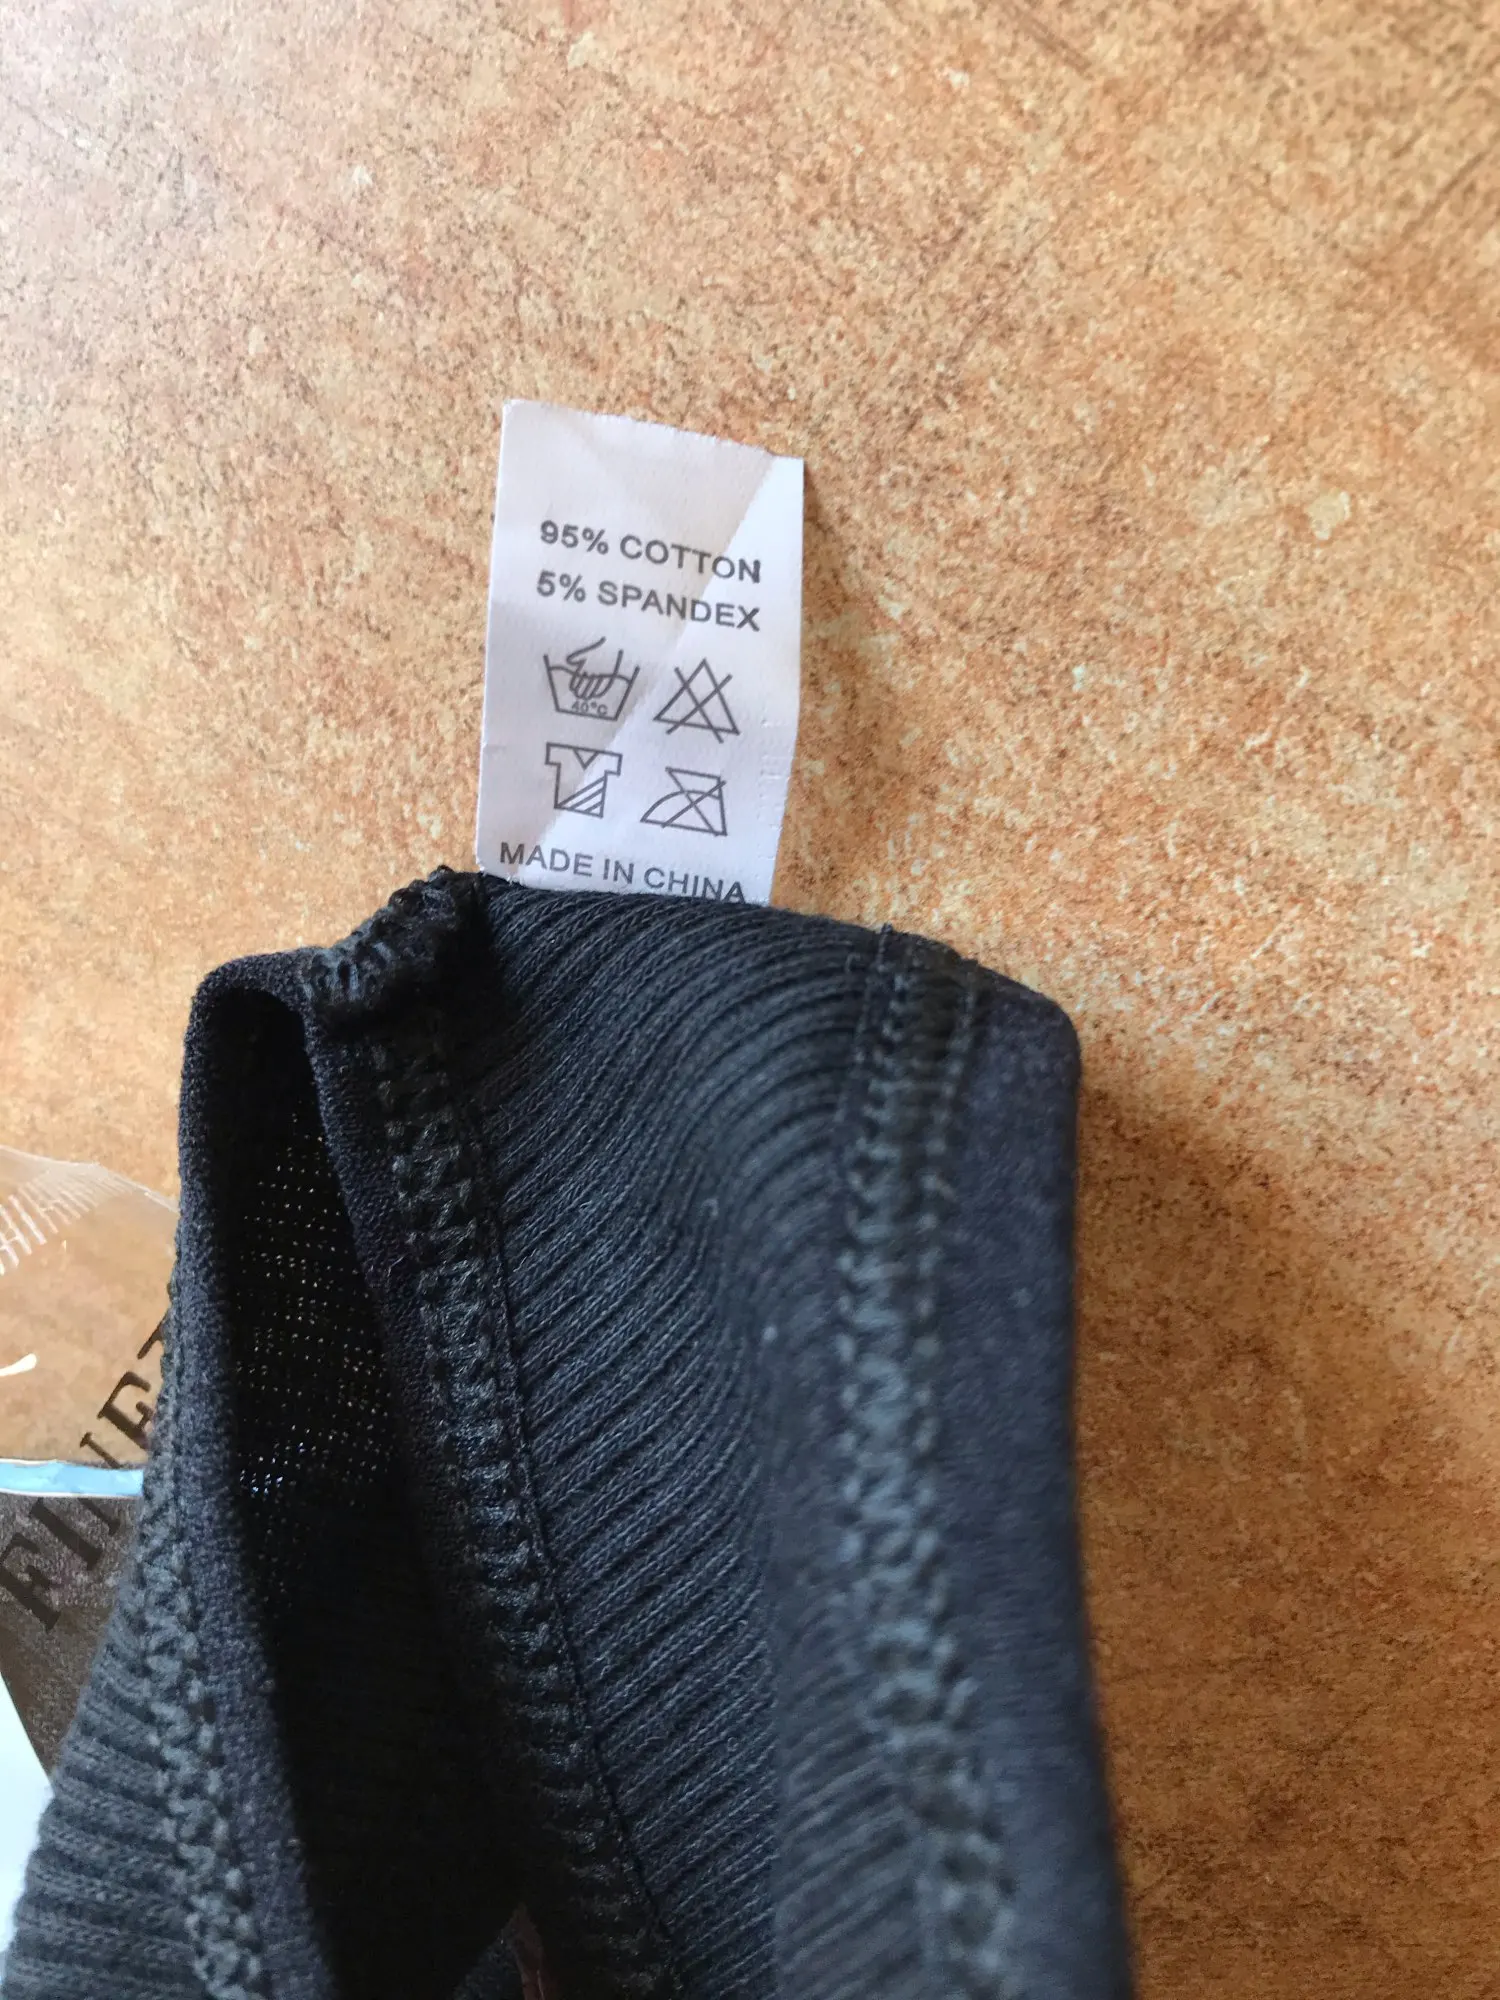 95% COTTON
5% SPANDEX
40°C
MADE IN CHINA